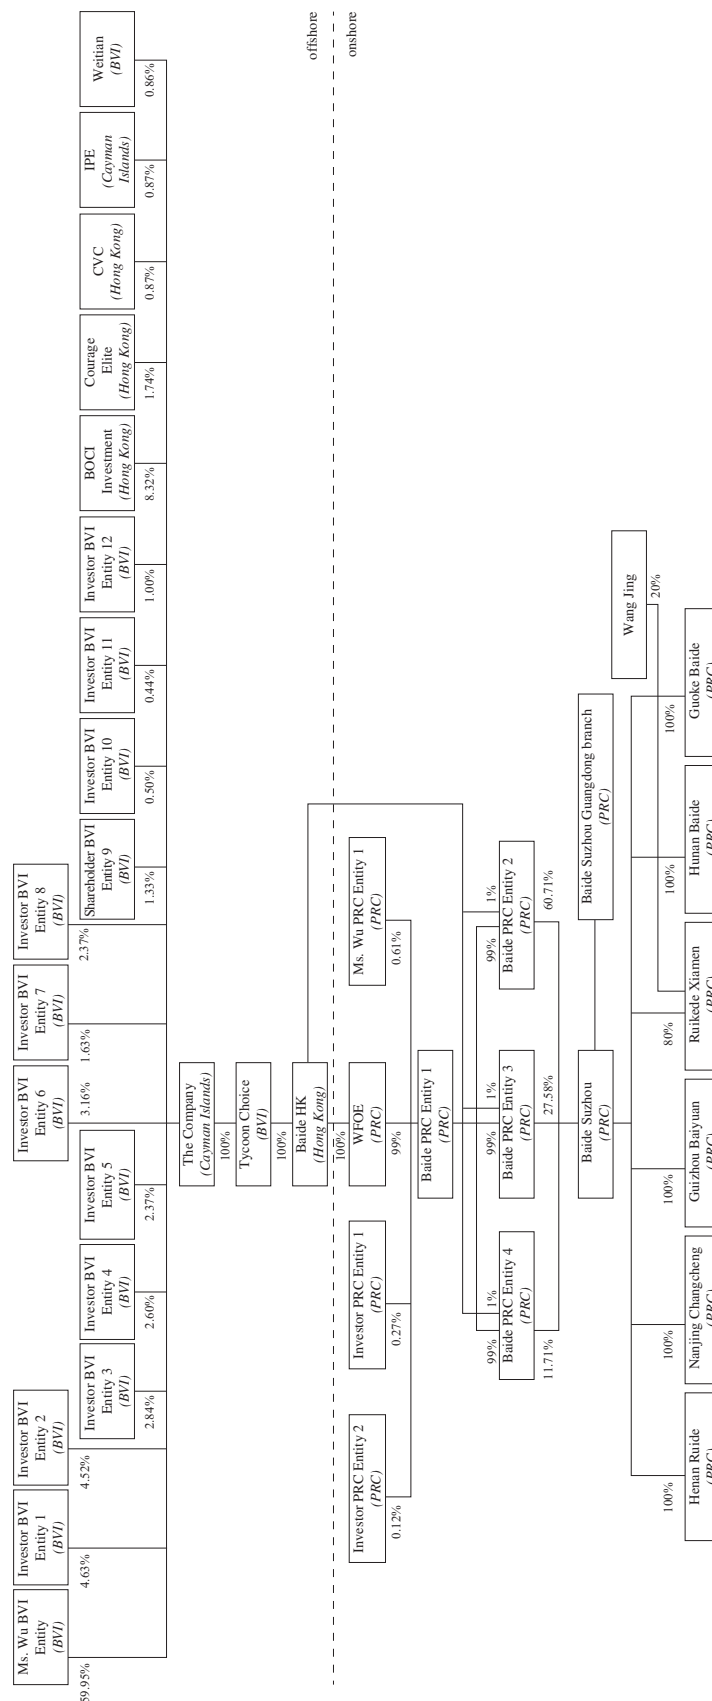 Ms. Wu BVI
Entity
(BVI)
59.95%
Investor BVI
Entity 1
(BVI)
4.63%
Investor BVI
Entity 2
(BVI)
4.52%
Investor BVI
Entity 3
(BVI)
2.84%
Investor BVI
Entity 4
(BVI)
2.60%
Investor BVI
Entity 5
(BVI)
2.37%
Investor BVI
Entity 6
(BVI)
3.16%
Investor BVI
Entity 7
(BVI)
1.63%
Investor BVI
Entity 8
(BVI)
2.37%
Shareholder BVI
Entity 9
(BVI)
1.33%
Investor BVI
Entity 10
(BVI)
0.50%
Investor BVI
Entity 11
(BVI)
0.44%
Investor BVI
Entity 12
(BVI)
1.00%
BOCI
Investment
(Hong Kong)
8.32%
Courage
Elite
(Hong Kong)
1.74%
CVC
(Hong Kong)
0.87%
IPE
(Cayman
Islands)
0.87%
Weitian
(BVI)
0.86%
The Company
(Cayman Islands)
100%
Tycoon Choice
(BVI)
100%
Baide HK
(Hong Kong)
offshore
onshore
100%
Investor PRC Entity 2
(PRC)
0.12%
Investor PRC Entity 1
(PRC)
0.27%
WFOE
(PRC)
99%
Ms. Wu PRC Entity 1
(PRC)
0.61%
Baide PRC Entity 1
(PRC)
99%
1%
Baide PRC Entity 4
(PRC)
11.71%
99%
1%
Baide PRC Entity 3
(PRC)
27.58%
99%
1%
Baide PRC Entity 2
(PRC)
60.71%
Baide Suzhou
(PRC)
Baide Suzhou Guangdong branch
(PRC)
Wang Jing
20%
100%
Henan Ruide
(PRC)
100%
Nanjing Changcheng
(PRC)
100%
Guizhou Baiyuan
(PRC)
80%
Ruikede Xiamen
(PRC)
100%
Hunan Baide
(PRC)
100%
Guoke Baide
(PRC)